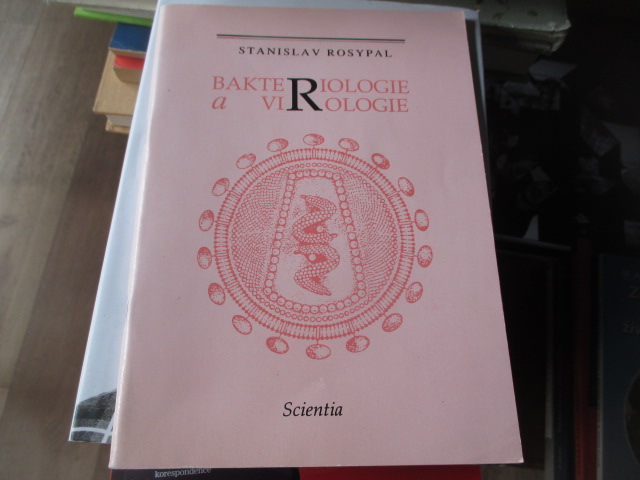 STANISLAV ROSYPAL
BAKTERIOLOGIE
a VIROLOGIE
Scientia
korespondence